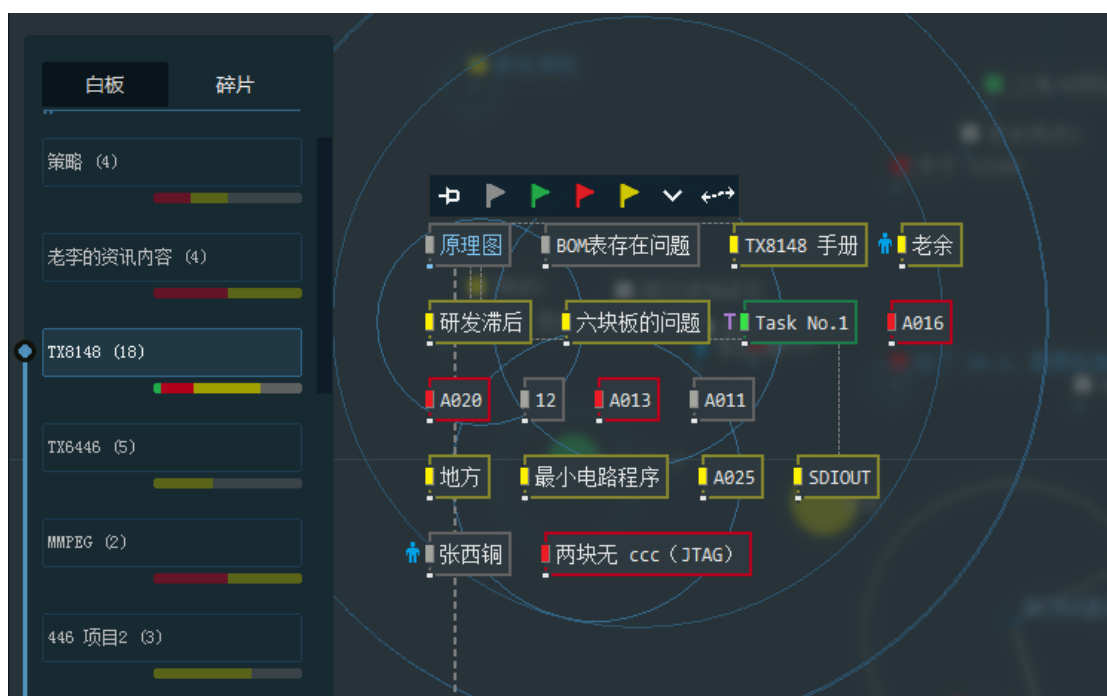 白板 碎片
策略 (4)
老李的资讯内容 (4)
TX8148 (18)
TX6446 (5)
MMPEG (2)
446 项目2 (3)
原理图 BOM表存在问题 TX8148 手册 老余
研发滞后 六块板的问题 T Task No.1 A016
A020 12 A013 A011
地方 最小电路程序 A025 SDIOUT
张西铜 两块无 ccc（JTAG）